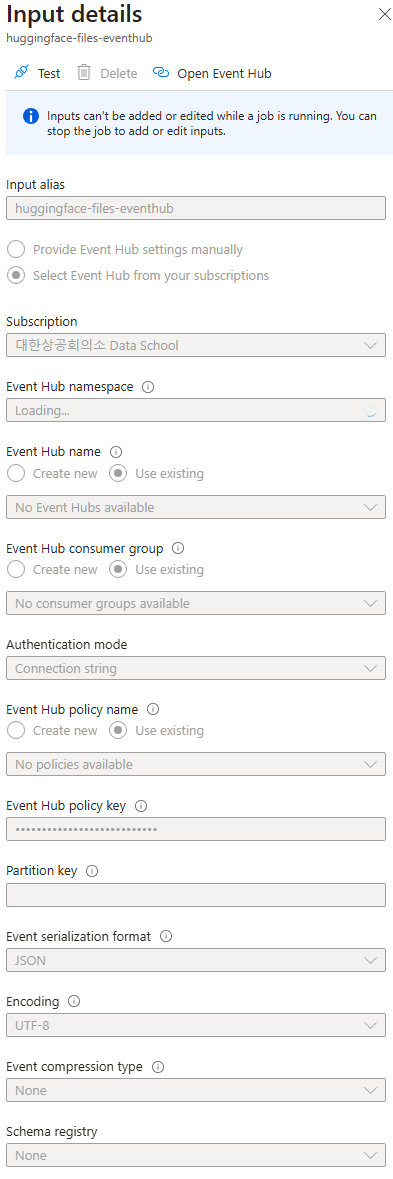 Input details
huggingface-files-eventhub
Test Delete Open Event Hub
Inputs can't be added or edited while a job is running. You can
stop the job to add or edit inputs.
Input alias
huggingface-files-eventhub
Provide Event Hub settings manually
Select Event Hub from your subscriptions
Subscription
대한상공회의소 Data School
Event Hub namespace
Loading...
Event Hub name
Create new Use existing
No Event Hubs available
Event Hub consumer group
Create new Use existing
No consumer groups available
Authentication mode
Connection string
Event Hub policy name
Create new Use existing
No policies available
Event Hub policy key
•••••••••••••••••••••••••••
Partition key
Event serialization format
JSON
Encoding
UTF-8
Event compression type
None
Schema registry
None